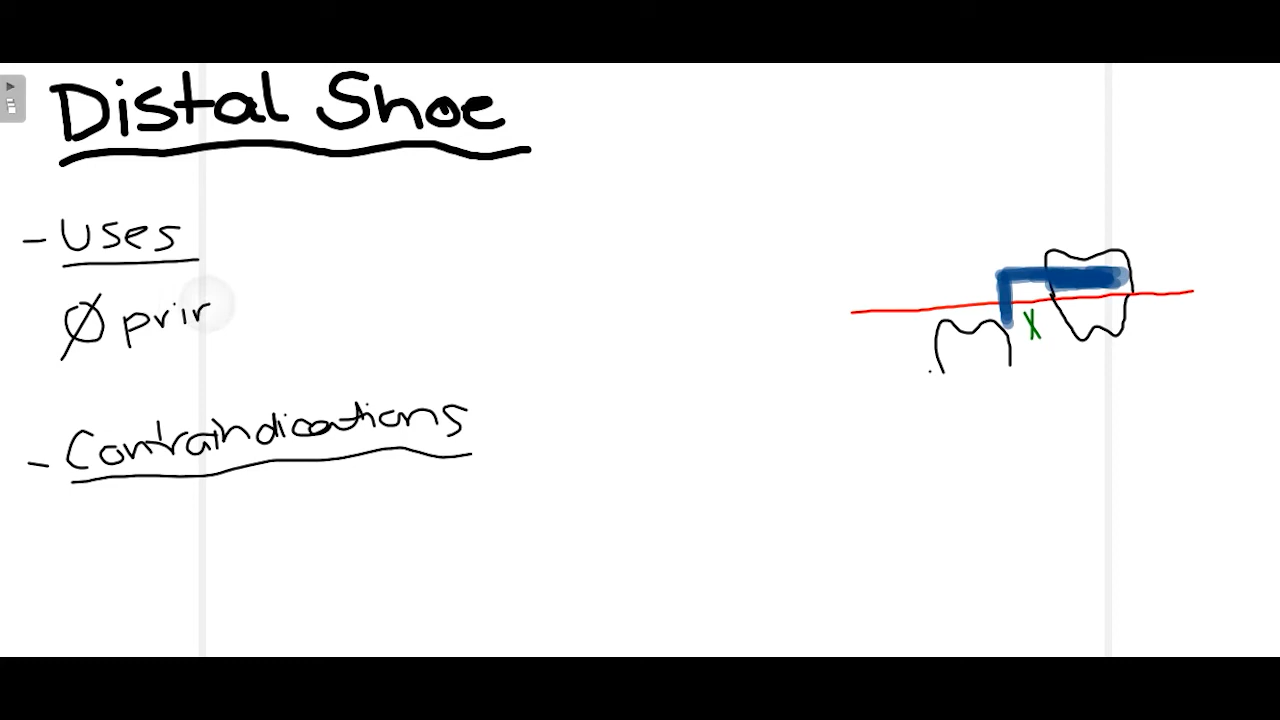 Distal Shoe
- Uses
Ø prir
- Contraindications
X